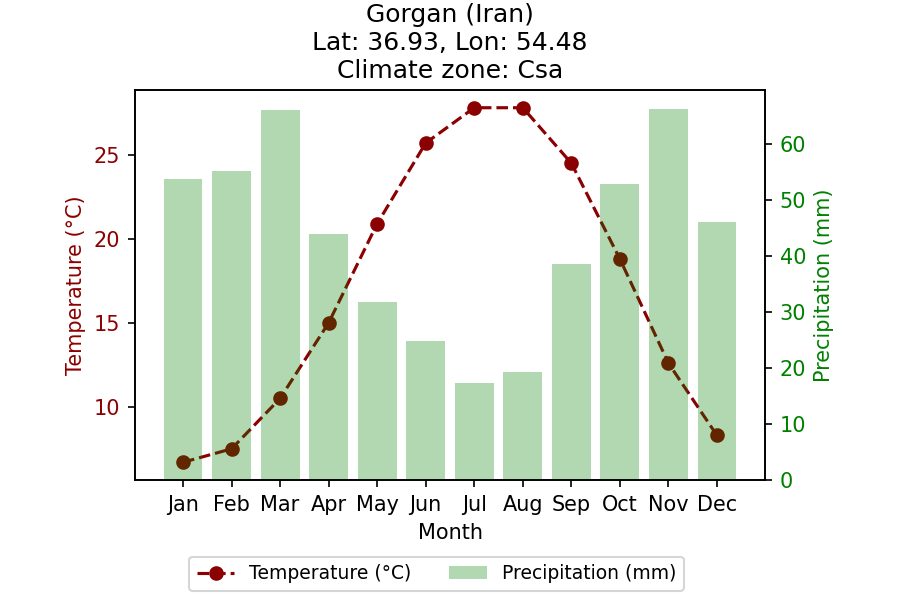 Gorgan (Iran)
Lat: 36.93, Lon: 54.48
Climate zone: Csa
Temperature (°C)
25
20
15
10
Precipitation (mm)
60
50
40
30
20
10
0
Jan Feb Mar Apr May Jun Jul Aug Sep Oct Nov Dec
Month
Temperature (°C) Precipitation (mm)